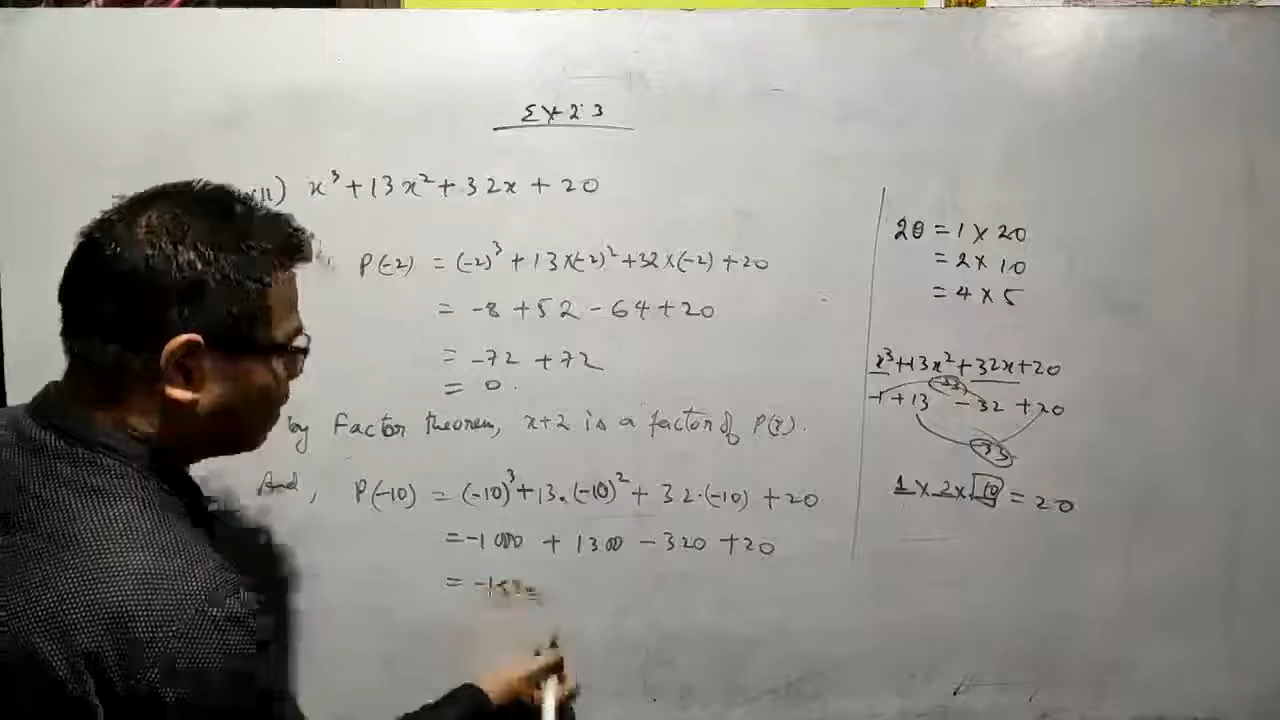 Ex-2.3
x³ + 13x² + 32x + 20
P(-2) = (-2)³ + 13×(-2)² + 32×(-2) + 20
= -8 + 52 - 64 + 20
= -72 + 72
= 0.
by Factor theorem, x+2 is a factor of P(x).
And, P(-10) = (-10)³ + 13.(-10)² + 32.(-10) + 20
= -1000 + 1300 - 320 + 20
=
20 = 1 × 20
= 2 × 10
= 4 × 5
x³ + 13x² + 32x + 20
-1 + 13 - 32 + 20
33
1 × 2 × 10 = 20